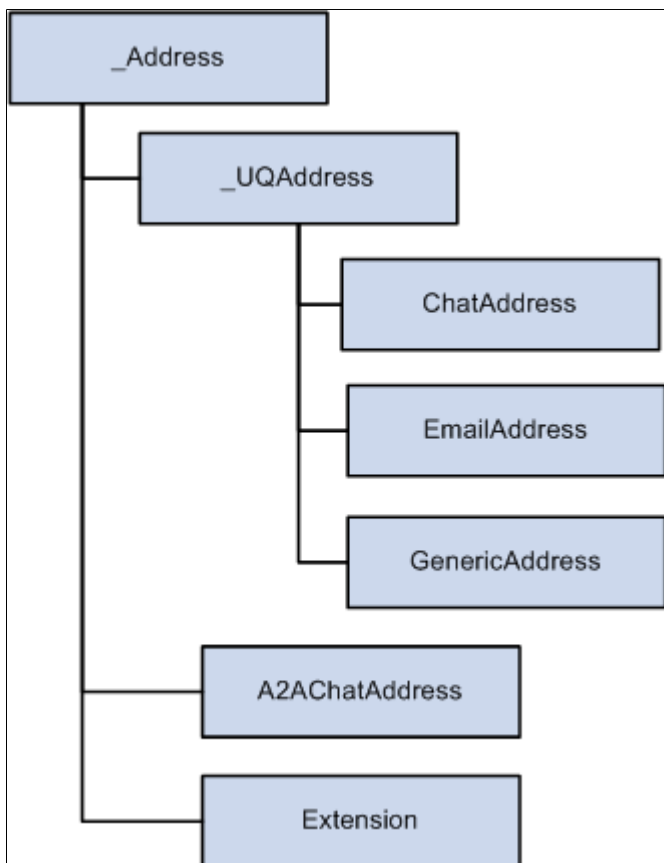 _Address
_UQAddress
ChatAddress
EmailAddress
GenericAddress
A2AChatAddress
Extension